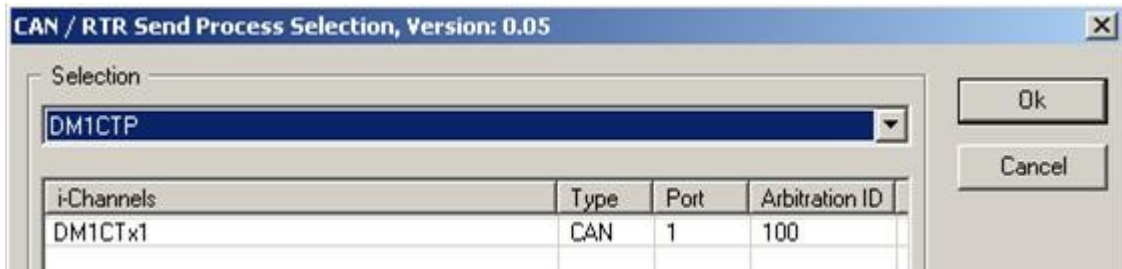 CAN / RTR Send Process Selection, Version: 0.05
Selection
Ok
DM1CTP
Cancel
i-Channels Type Port Arbitration ID
DM1CTx1 CAN 1 100